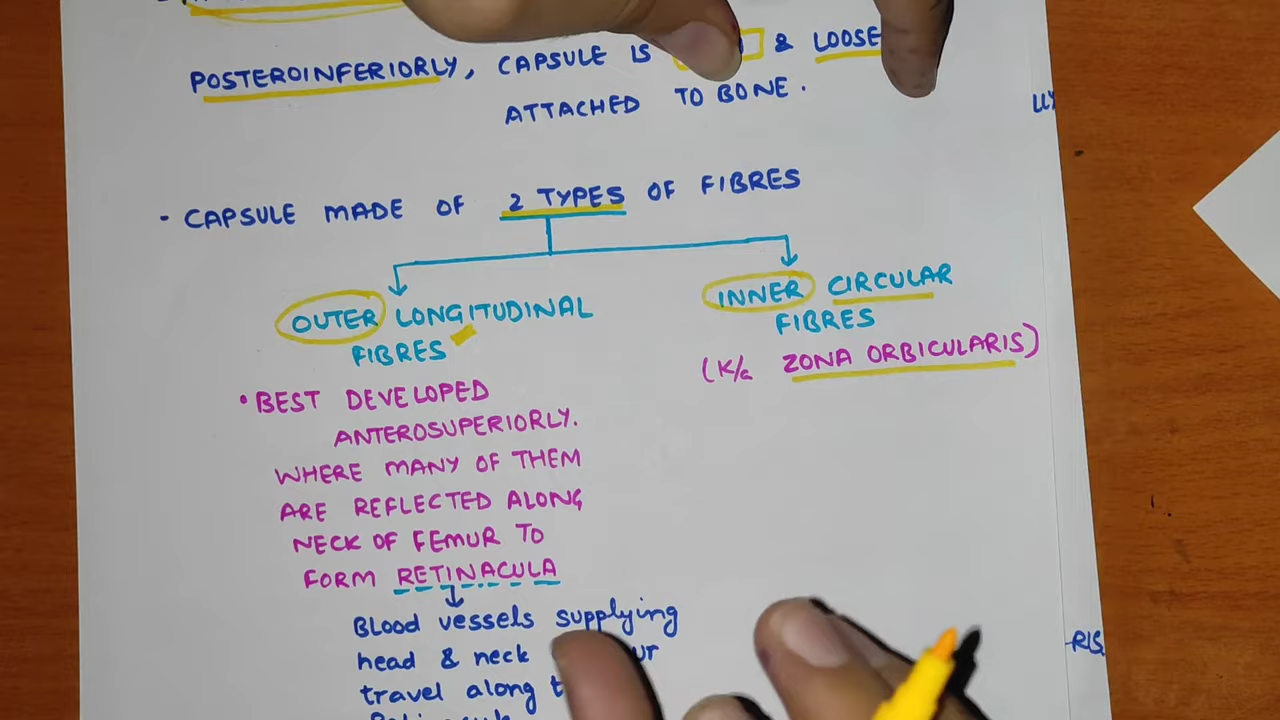 POSTEROINFERIORLY, CAPSULE IS & LOOSE
ATTACHED TO BONE.
LLY
• CAPSULE MADE OF 2 TYPES OF FIBRES
OUTER LONGITUDINAL
FIBRES
INNER CIRCULAR
FIBRES
(K/a ZONA ORBICULARIS)
• BEST DEVELOPED
ANTEROSUPERIORLY.
WHERE MANY OF THEM
ARE REFLECTED ALONG
NECK OF FEMUR TO
FORM RETINACULA
Blood vessels supplying
head & neck
travel along
RIS